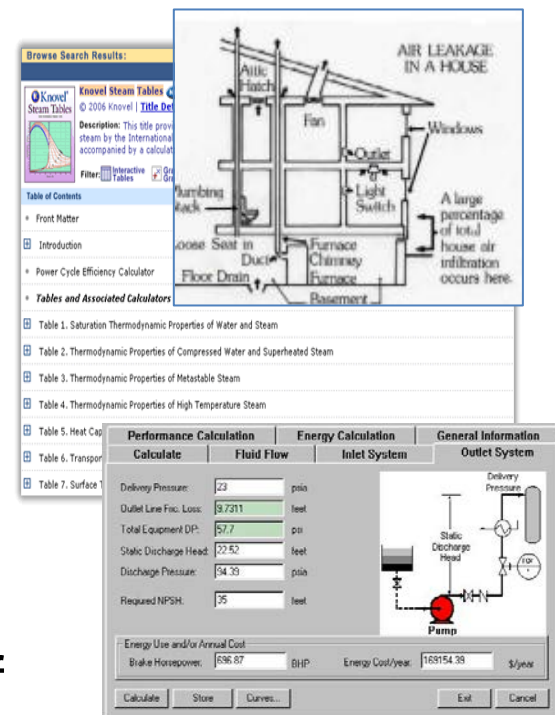 Browse Search Results:
Knovel
Steam Tables
Knovel Steam Tables
© 2006 Knovel | Title
Description: This title
steam by the International
accompanied by a calculat
Filter: Interactive
Tables
Table of Contents
Front Matter
Introduction
Power Cycle Efficiency Calculator
Tables and Associated Calculators
Table 1. Saturation Thermodynamic Properties of Water and Steam
Table 2. Thermodynamic Properties of Compressed Water and Superheated Steam
Table 3. Thermodynamic Properties of Metastable Steam
Table 4. Thermodynamic Properties of High Temperature Steam
Table 5. Heat Cap
Table 6. Transpor
Table 7. Surface T
AIR LEAKAGE
IN A HOUSE
Attic
Hatch
Fan
Windows
Outlet
Light
Switch
Plumbing
Stack
Loose Seat in
Duct
Floor Drain
Furnace
Chimney
Furnace
Basement
A large
percentage
of total
house air
infiltration
occurs here.
Performance Calculation Energy Calculation General Information
Calculate Fluid Flow Inlet System Outlet System
Delivery Pressure: 23 psia
Outlet Line Fric. Loss: 9.7311 feet
Total Equipment DP: 57.7 psi
Static Discharge Head: 22.52 feet
Discharge Pressure: 94.39 psia
Required NPSH: 35 feet
Delivery
Pressure
Static
Discharge
Head
Pump
Energy Use and/or Annual Cost
Brake Horsepower: 696.87 BHP Energy Cost/year: 169154.39 $/year
Calculate Store Curves... Exit Cancel